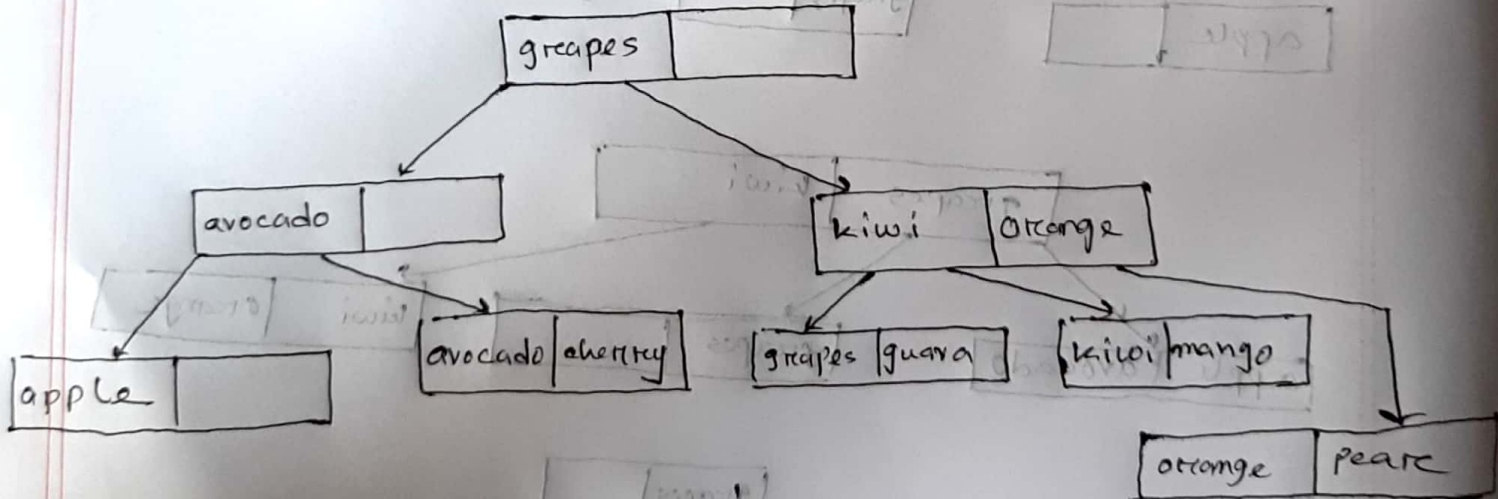 grapes
avocado
kiwi orange
apple
avocado cherry
grapes guava
kiwi mango
orange pear